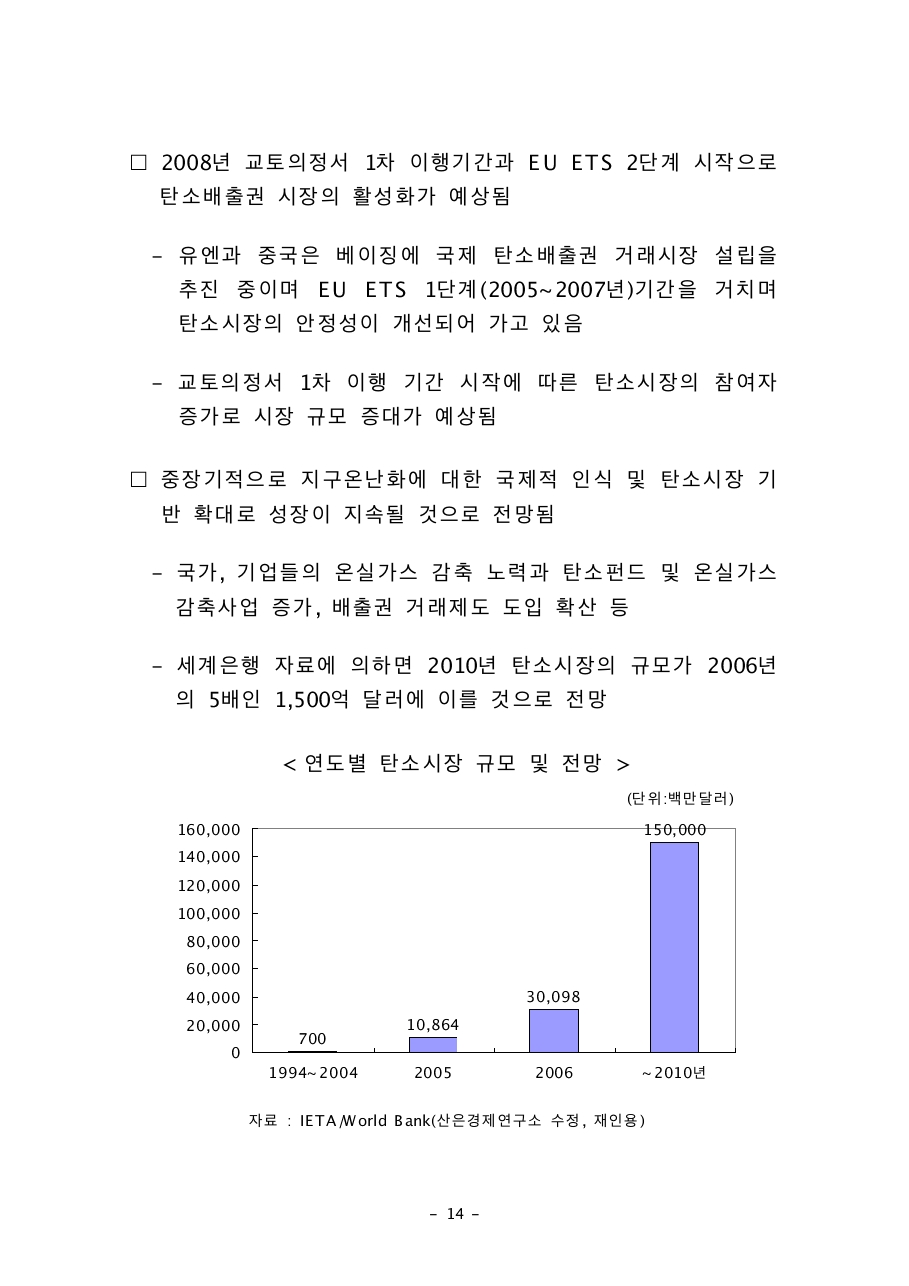 □ 2008년 교토의정서 1차 이행기간과 EU ETS 2단계 시작으로
탄소배출권 시장의 활성화가 예상됨
– 유엔과 중국은 베이징에 국제 탄소배출권 거래시장 설립을
추진 중이며 EU ETS 1단계(2005~2007년)기간을 거치며
탄소시장의 안정성이 개선되어 가고 있음
– 교토의정서 1차 이행 기간 시작에 따른 탄소시장의 참여자
증가로 시장 규모 증대가 예상됨
□ 중장기적으로 지구온난화에 대한 국제적 인식 및 탄소시장 기
반 확대로 성장이 지속될 것으로 전망됨
– 국가, 기업들의 온실가스 감축 노력과 탄소펀드 및 온실가스
감축사업 증가, 배출권 거래제도 도입 확산 등
– 세계은행 자료에 의하면 2010년 탄소시장의 규모가 2006년
의 5배인 1,500억 달러에 이를 것으로 전망
< 연도별 탄소시장 규모 및 전망 >
(단위:백만달러)
160,000
140,000
120,000
100,000
80,000
60,000
40,000
20,000
0
700
10,864
30,098
150,000
1994~2004 2005 2006 ~2010년
자료 : IETA/World Bank(산은경제연구소 수정, 재인용)
– 14 –